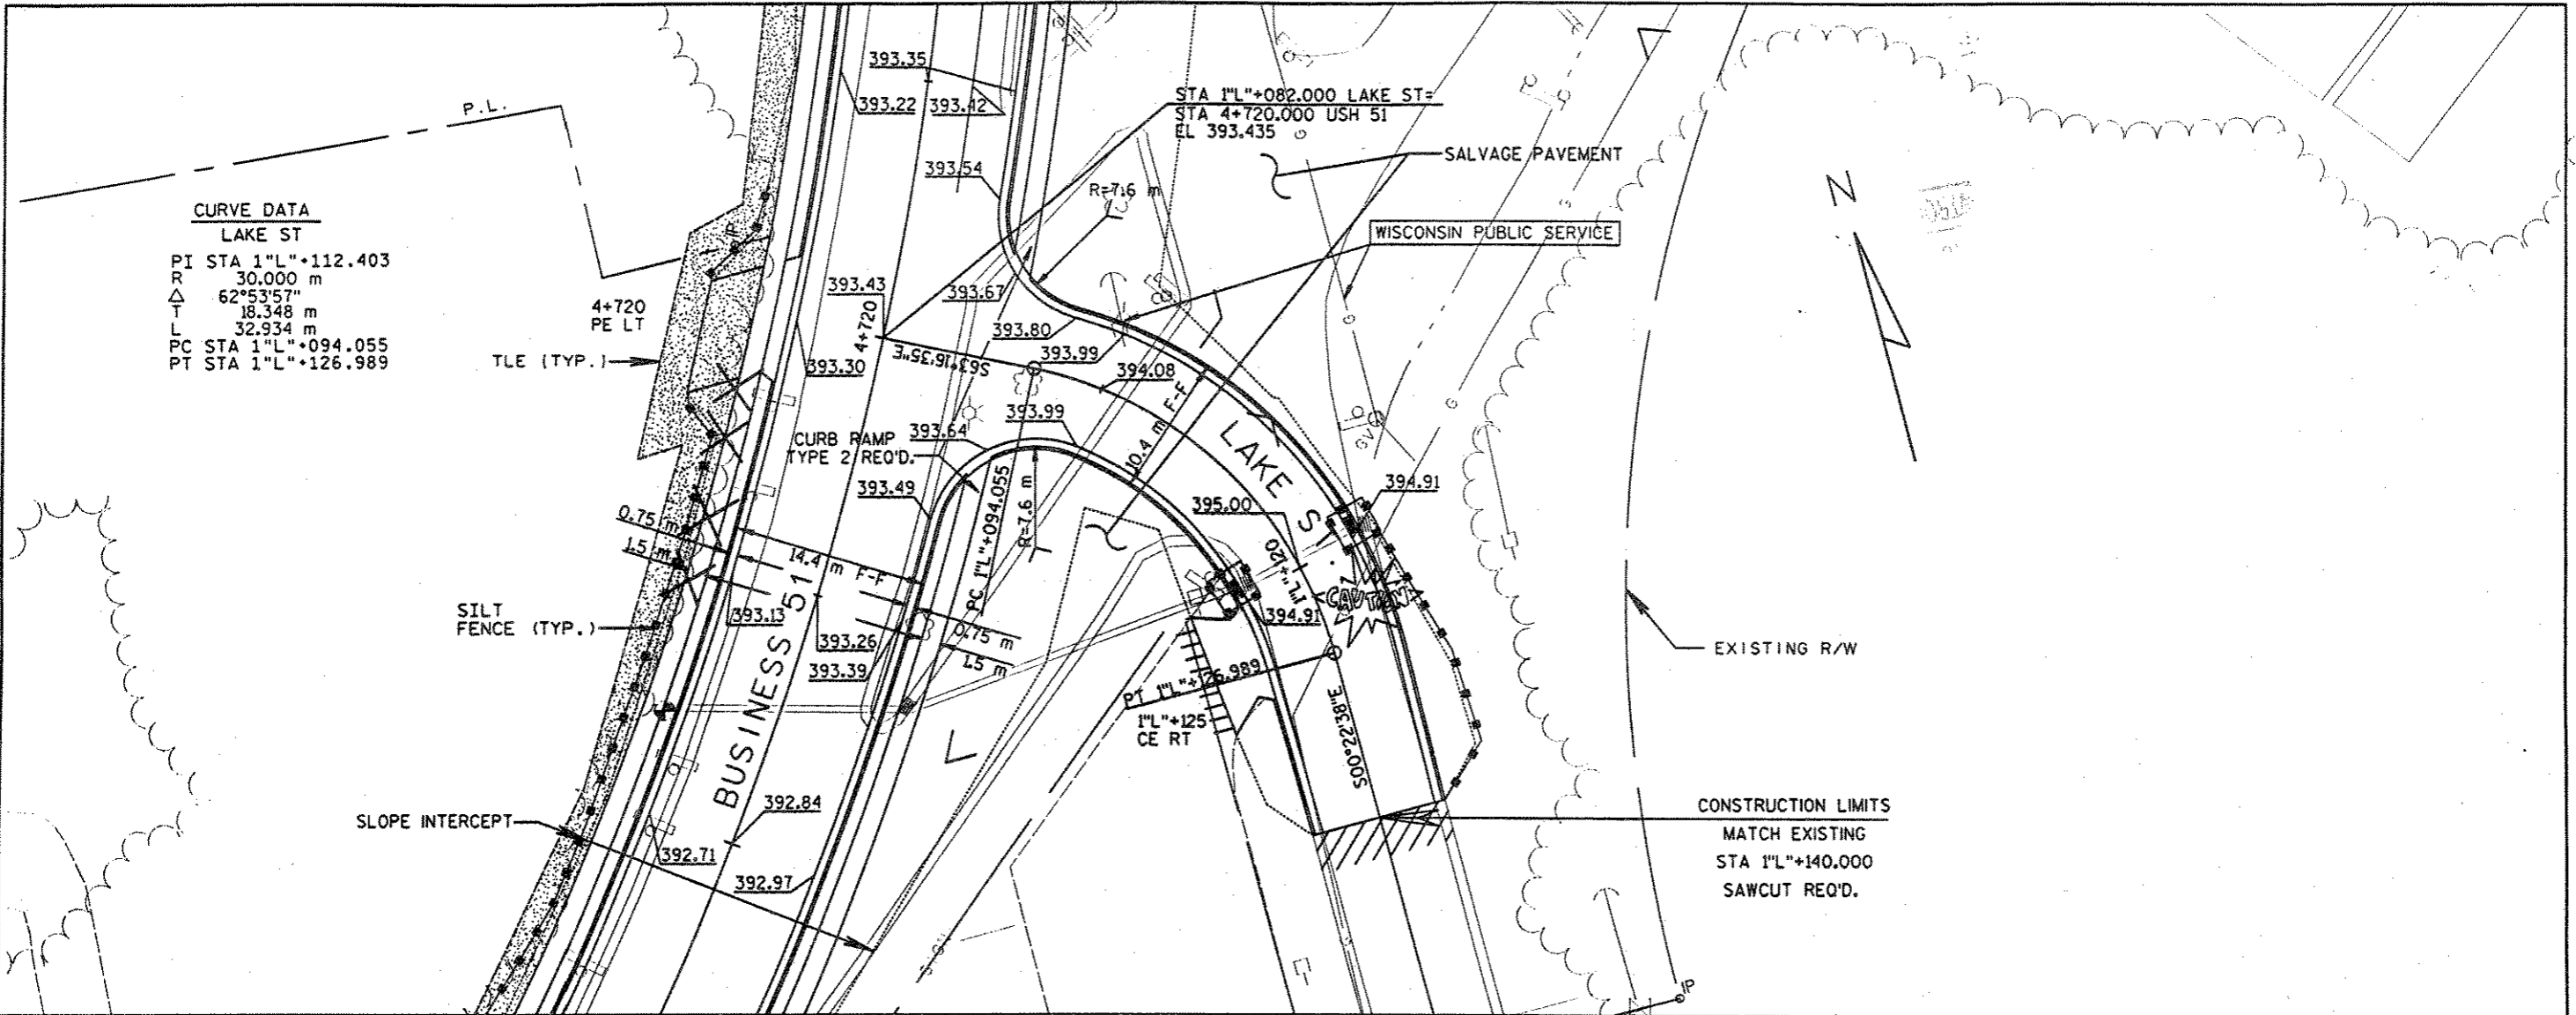 P.L.
CURVE DATA
LAKE ST
PI STA 1"L"+112.403
R 30.000 m
△ 62°53'57"
T 18.348 m
L 32.934 m
PC STA 1"L"+094.055
PT STA 1"L"+126.989
4+720
PE LT
TLE (TYP.)
SILT
FENCE (TYP.)
SLOPE INTERCEPT
393.35
393.22
393.42
393.54
STA 1"L"+082.000 LAKE ST=
STA 4+720.000 USH 51
EL 393.435
SALVAGE PAVEMENT
R=7.6 m
WISCONSIN PUBLIC SERVICE
N
393.43
393.67
4+720
393.80
393.99
393.30
S63°16'35"E
394.08
393.99
393.64
CURB RAMP
TYPE 2 REQ'D.
10.4 m F-F
LAKE ST.
GV
393.49
R=7.6 m
PC 1"L"+094.055
395.00
394.91
1"L"+120
0.75 m
1.5 m
14.4 m F-F
CAUTION
393.13
BUSINESS 51
393.26
393.39
0.75 m
1.5 m
394.91
EXISTING R/W
PT 1"L"+126.989
1"L"+125
CE RT
S00°22'38"E
392.84
392.71
392.97
CONSTRUCTION LIMITS
MATCH EXISTING
STA 1"L"+140.000
SAWCUT REQ'D.
IP
IP
G
G
G
G
G